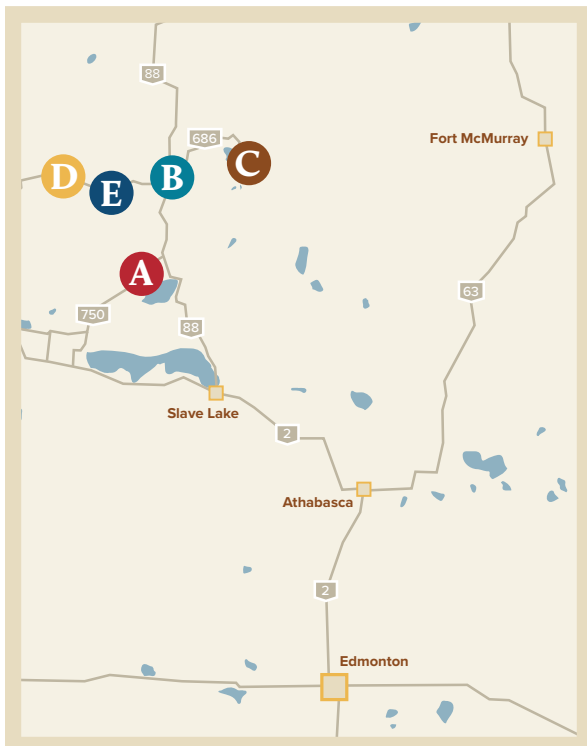 88
686
Fort McMurray
D
E
B
C
A
63
750
88
Slave Lake
2
Athabasca
2
Edmonton